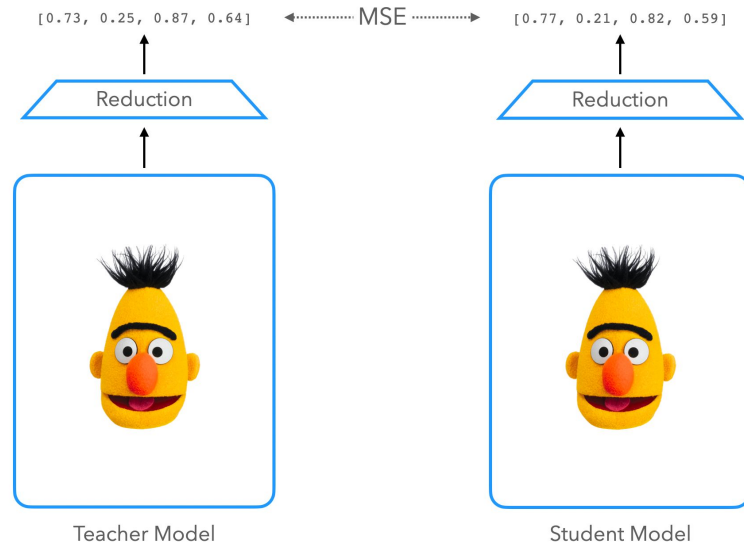 [0.73, 0.25, 0.87, 0.64] MSE [0.77, 0.21, 0.82, 0.59]
Reduction Reduction
Teacher Model Student Model